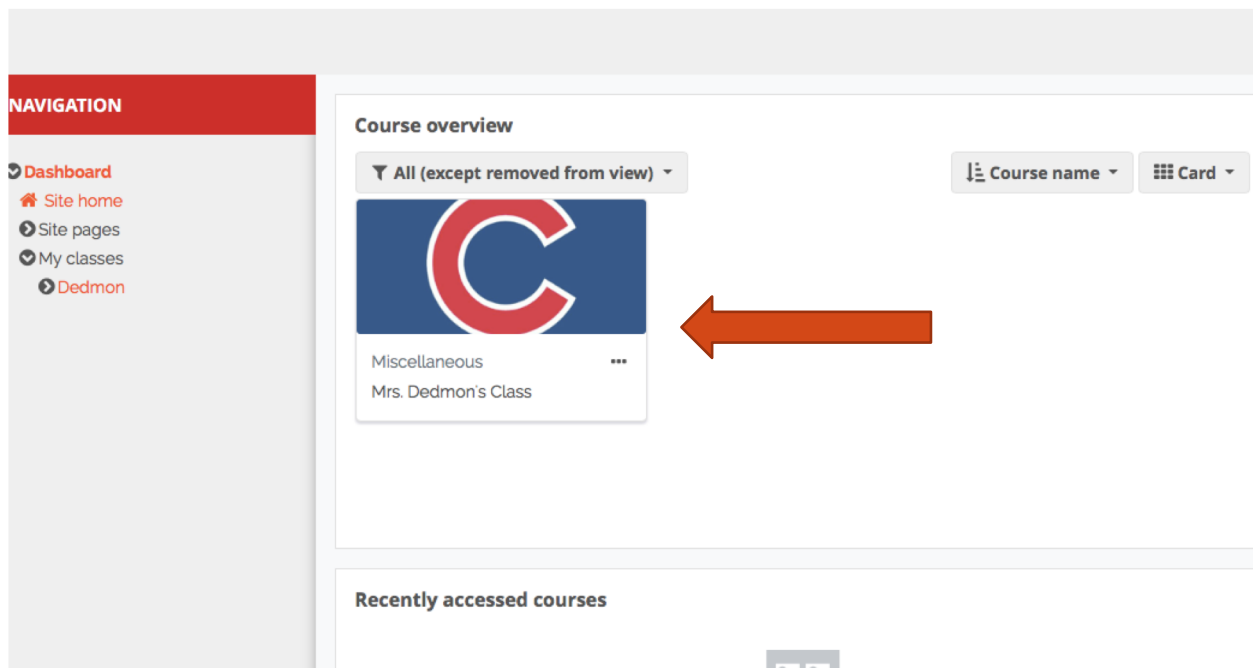 NAVIGATION
Dashboard
Site home
Site pages
My classes
Dedmon
Course overview
All (except removed from view)
Course name
Card
C
Miscellaneous
Mrs. Dedmon's Class
Recently accessed courses